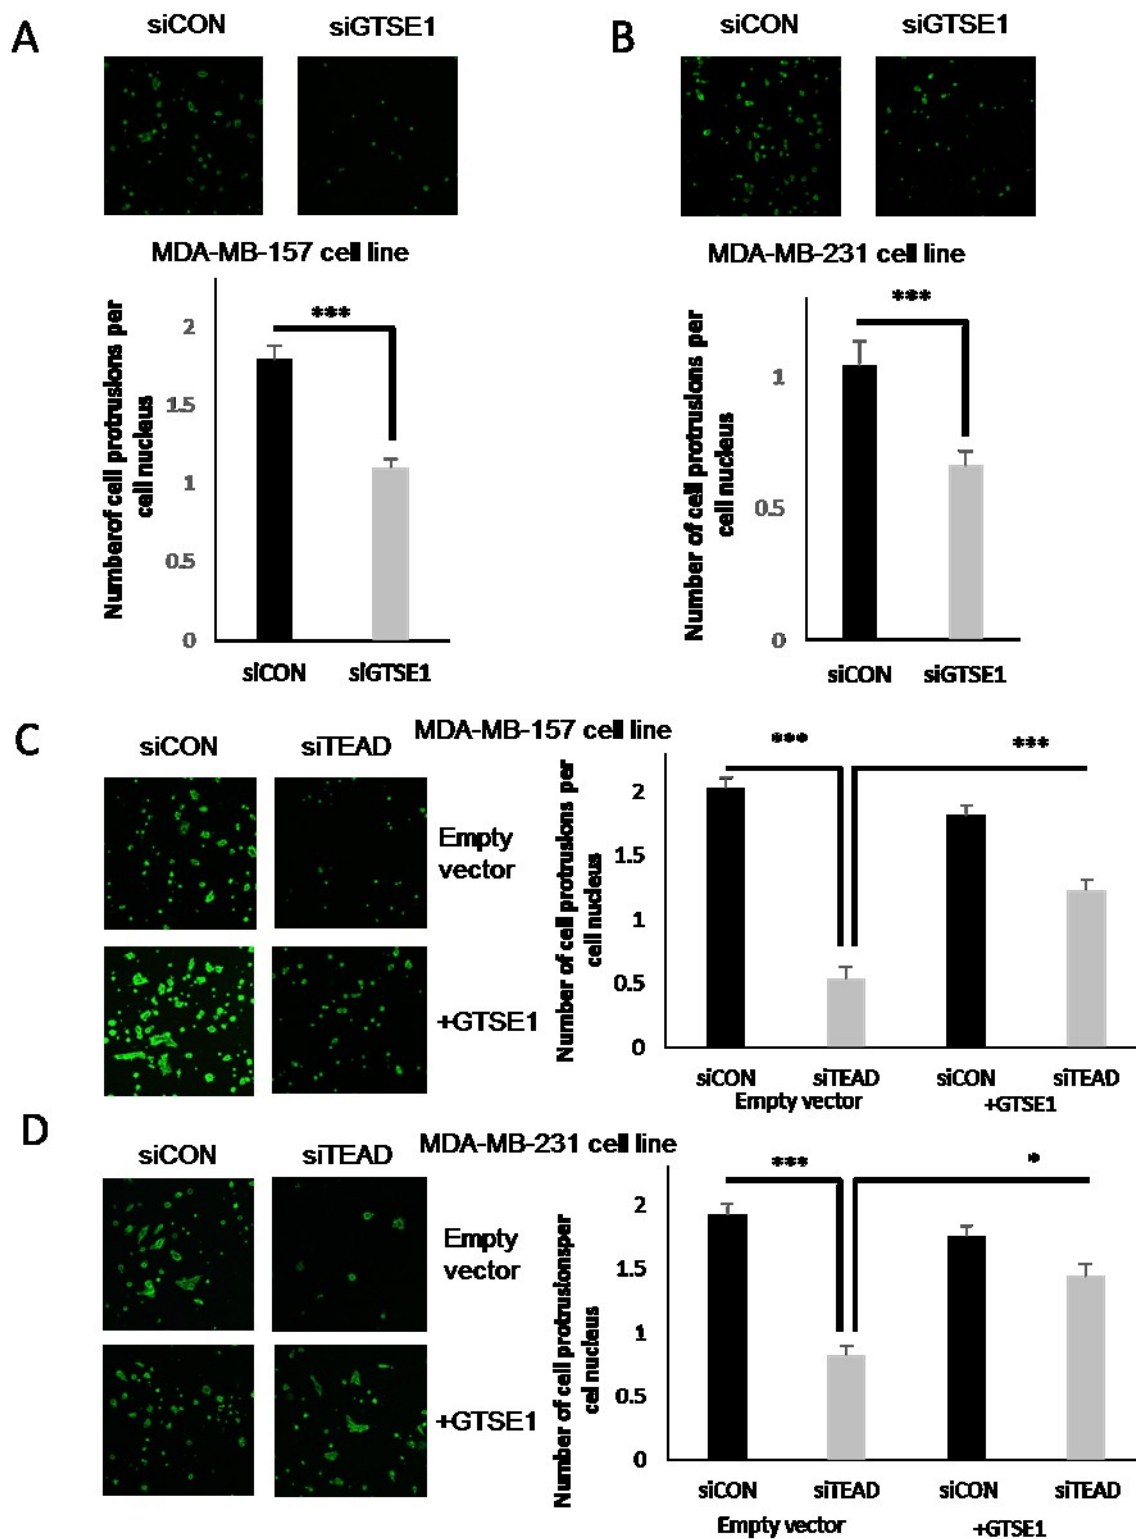 A
siCON
siGTSE1
MDA-MB-157 cell line
***
Numberof cell protrusions per
cell nucleus
2
1.5
1
0.5
0
siCON
siGTSE1
B
siCON
siGTSE1
MDA-MB-231 cell line
***
Number of cell protrusions per
cell nucleus
1
0.5
0
siCON
siGTSE1
C
siCON
siTEAD
Empty
vector
+GTSE1
MDA-MB-157 cell line
***
***
Number of cell protrusions per
cell nucleus
2
1.5
1
0.5
0
siCON
siTEAD
siCON
siTEAD
Empty vector
+GTSE1
D
siCON
siTEAD
Empty
vector
+GTSE1
MDA-MB-231 cell line
***
*
Number of cell protrusionsper
cel nucleus
2
1.5
1
0.5
0
siCON
siTEAD
siCON
siTEAD
Empty vector
+GTSE1